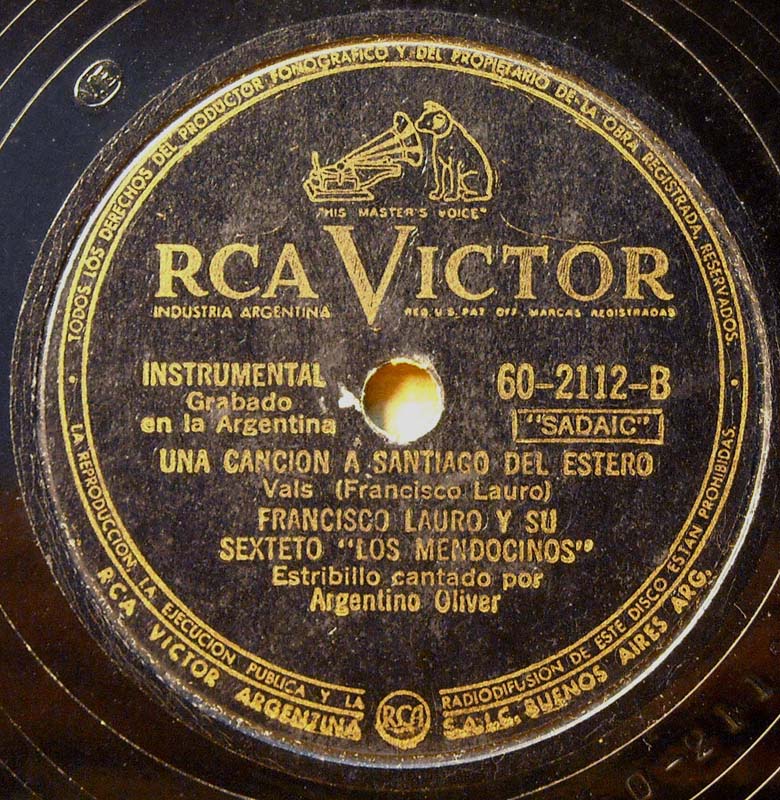 TODOS LOS DERECHOS DEL PRODUCTOR FONOGRAFICO Y DEL PROPIETARIO DE LA OBRA REGISTRADA, RESERVADOS.
"HIS MASTER'S VOICE"
RCA VICTOR
INDUSTRIA ARGENTINA REG. U.S. PAT. OFF. MARCAS REGISTRADAS
INSTRUMENTAL 60-2112-B
Grabado
en la Argentina "SADAIC"
UNA CANCION A SANTIAGO DEL ESTERO
Vals (Francisco Lauro)
FRANCISCO LAURO Y SU
SEXTETO "LOS MENDOCINOS"
Estribillo cantado por
Argentino Oliver
LA REPRODUCCION, LA EJECUCION PUBLICA Y LA RADIODIFUSION DE ESTE DISCO ESTAN PROHIBIDAS.
RCA VICTOR ARGENTINA RCA S.A.I.C. BUENOS AIRES ARG.
0-211